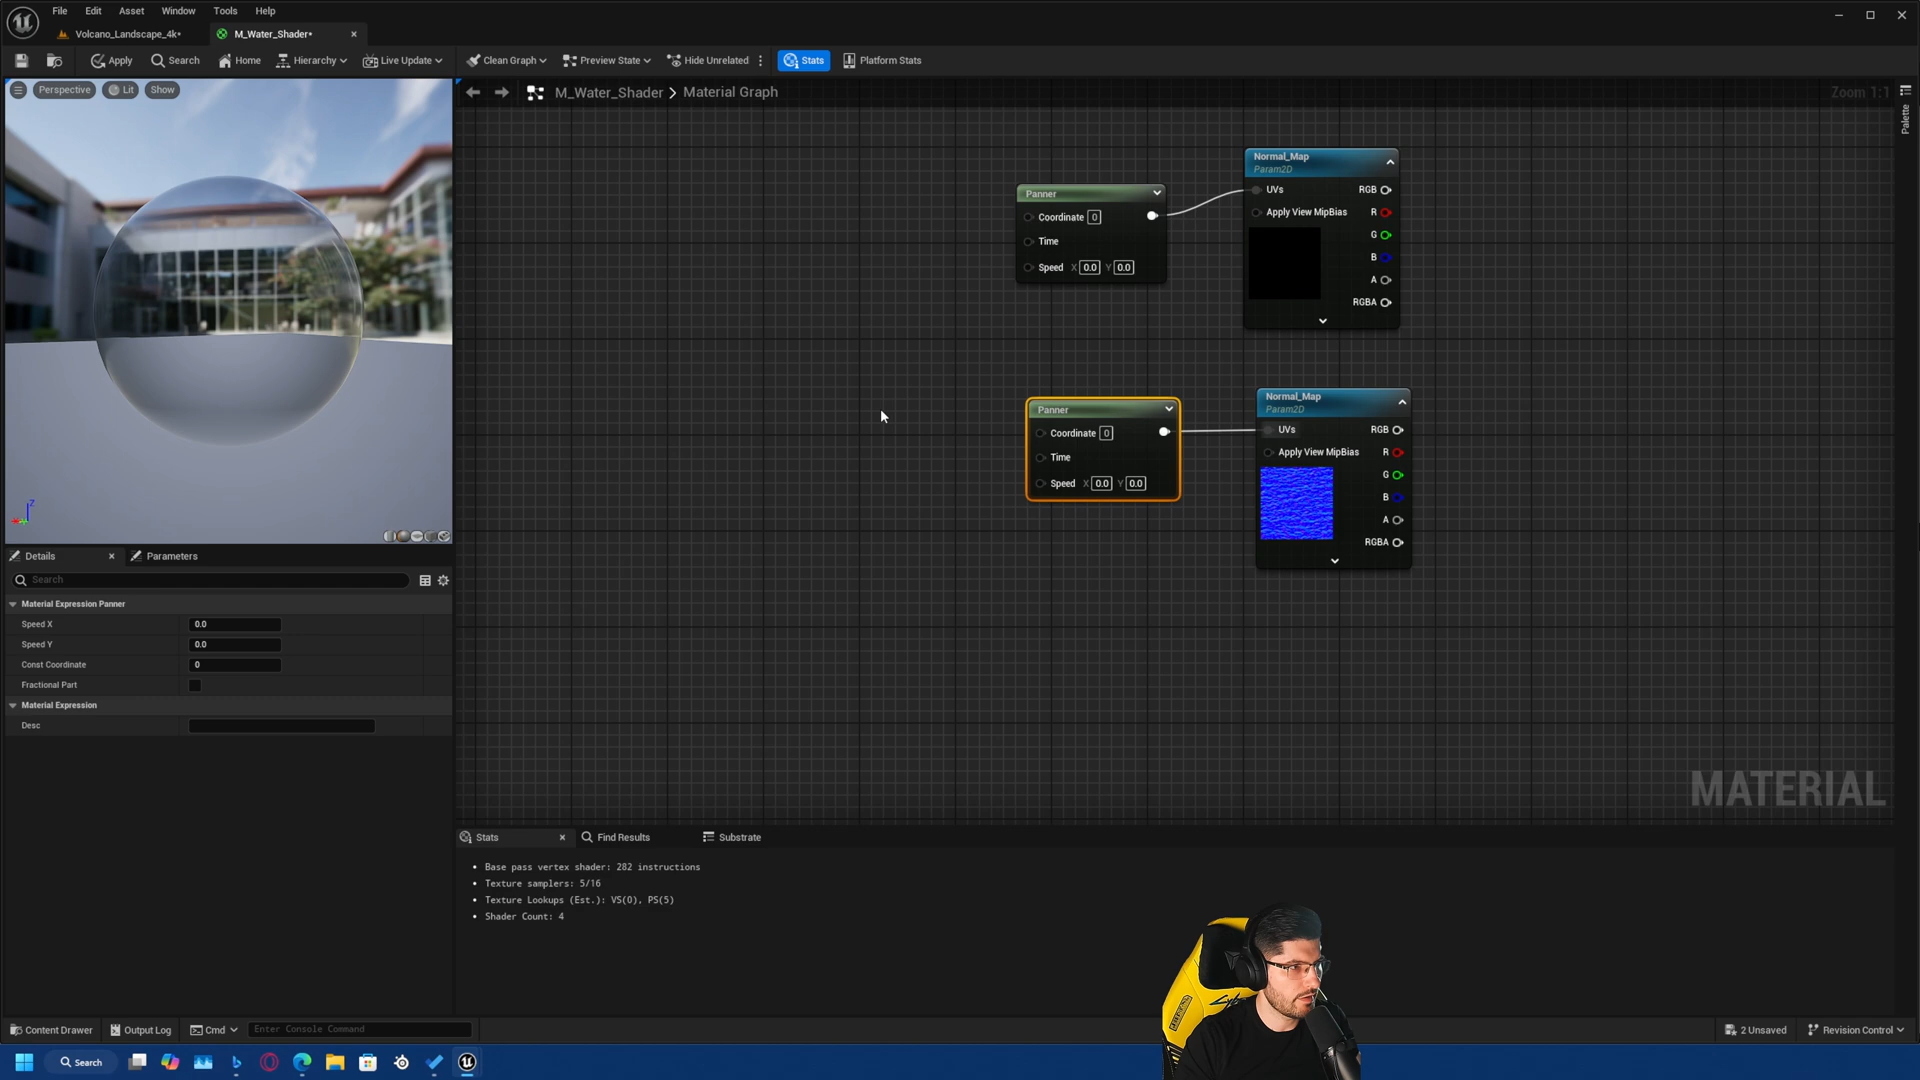 File Edit Asset Window Tools Help
Volcano_Landscape_4k*
M_Water_Shader*
Apply Search Home Hierarchy Live Update Clean Graph Preview State Hide Unrelated Stats Platform Stats
Perspective Lit Show
M_Water_Shader > Material Graph
Zoom 1:1
Palette
Panner
Coordinate 0
Time
Speed X 0.0 Y 0.0
Normal_Map
Param2D
UVs RGB
Apply View MipBias R
G
B
A
RGBA
Panner
Coordinate 0
Time
Speed X 0.0 Y 0.0
Normal_Map
Param2D
UVs RGB
Apply View MipBias R
G
B
A
RGBA
Z
MATERIAL
Details Parameters
Search
Material Expression Panner
Speed X 0.0
Speed Y 0.0
Const Coordinate 0
Fractional Part
Material Expression
Desc
Stats Find Results Substrate
Base pass vertex shader: 282 instructions
Texture samplers: 5/16
Texture Lookups (Est.): VS(0), PS(5)
Shader Count: 4
Content Drawer Output Log Cmd Enter Console Command
2 Unsaved Revision Control
Search